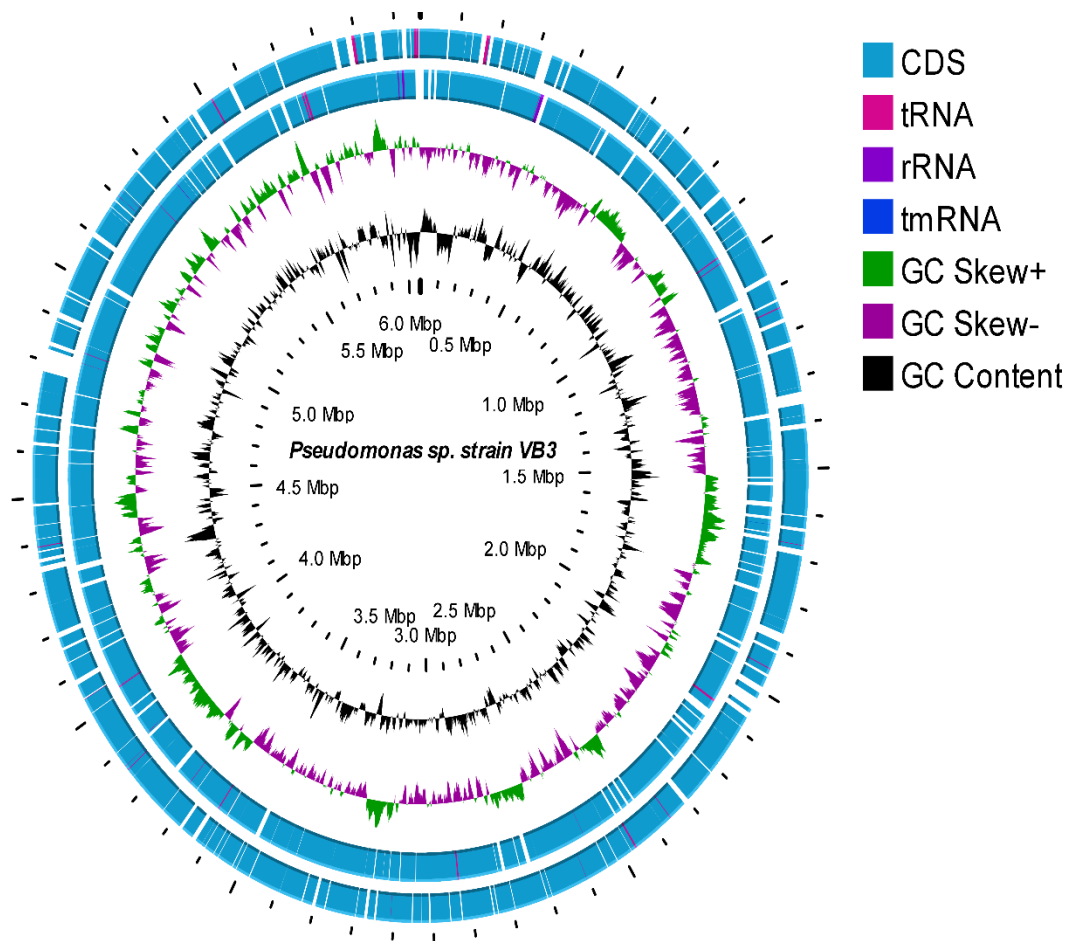 CDS
tRNA
rRNA
tmRNA
GC Skew+
GC Skew-
GC Content
6.0 Mbp
0.5 Mbp
5.5 Mbp
1.0 Mbp
5.0 Mbp
Pseudomonas sp. strain VB3
1.5 Mbp
4.5 Mbp
2.0 Mbp
4.0 Mbp
2.5 Mbp
3.5 Mbp
3.0 Mbp